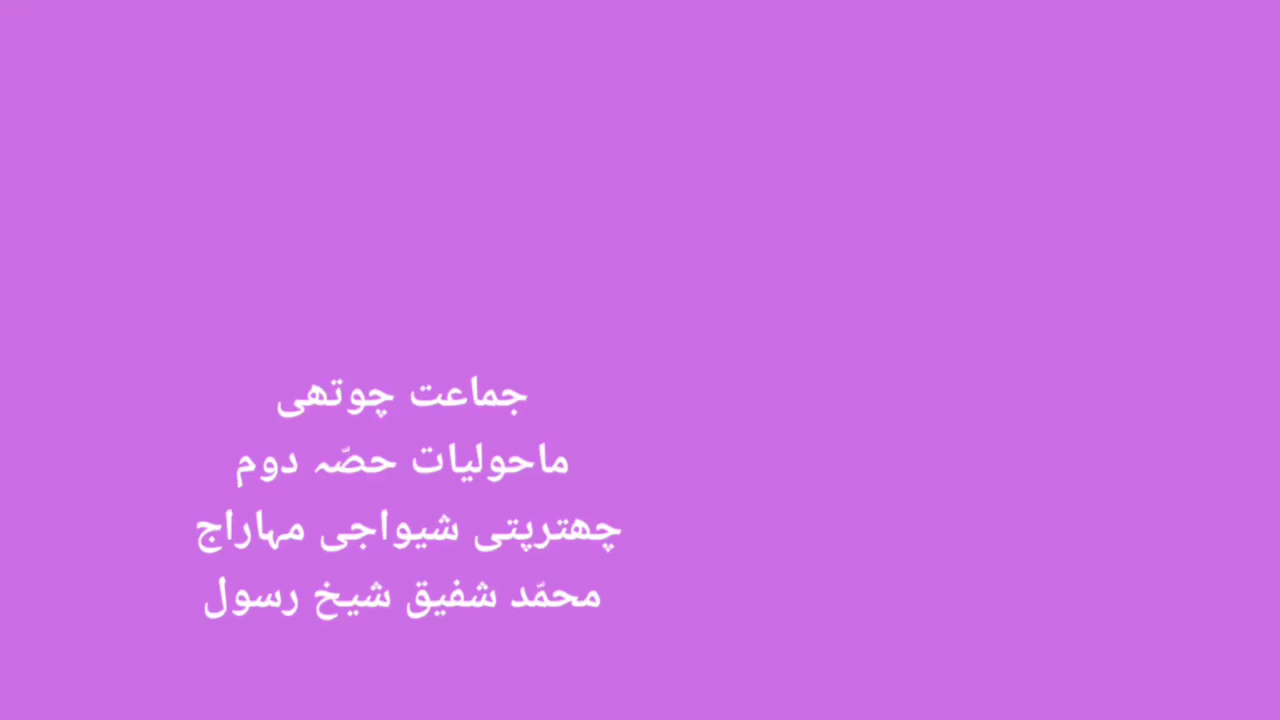 جماعت چوتھی
ماحولیات حصّہ دوم
چھترپتی شیواجی مہاراج
محمّد شفیق شیخ رسول